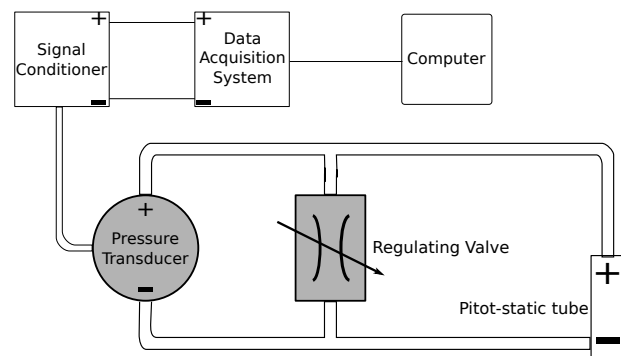 Signal
Conditioner
+
-
+
-
Data
Acquisition
System
Computer
+
Pressure
Transducer
-
Regulating Valve
Pitot-static tube
+
-